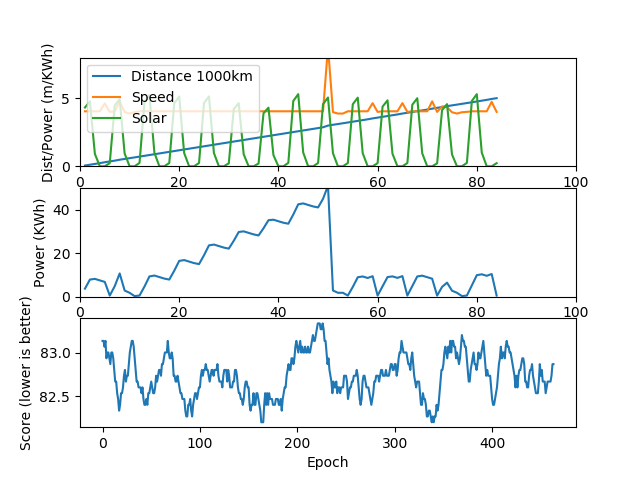 Dist/Power (m/KWh)
Distance 1000km
Speed
Solar
5
0
0 20 40 60 80 100
Power (KWh)
40
20
0
0 20 40 60 80 100
Score (lower is better)
83.0
82.5
0 100 200 300 400
Epoch